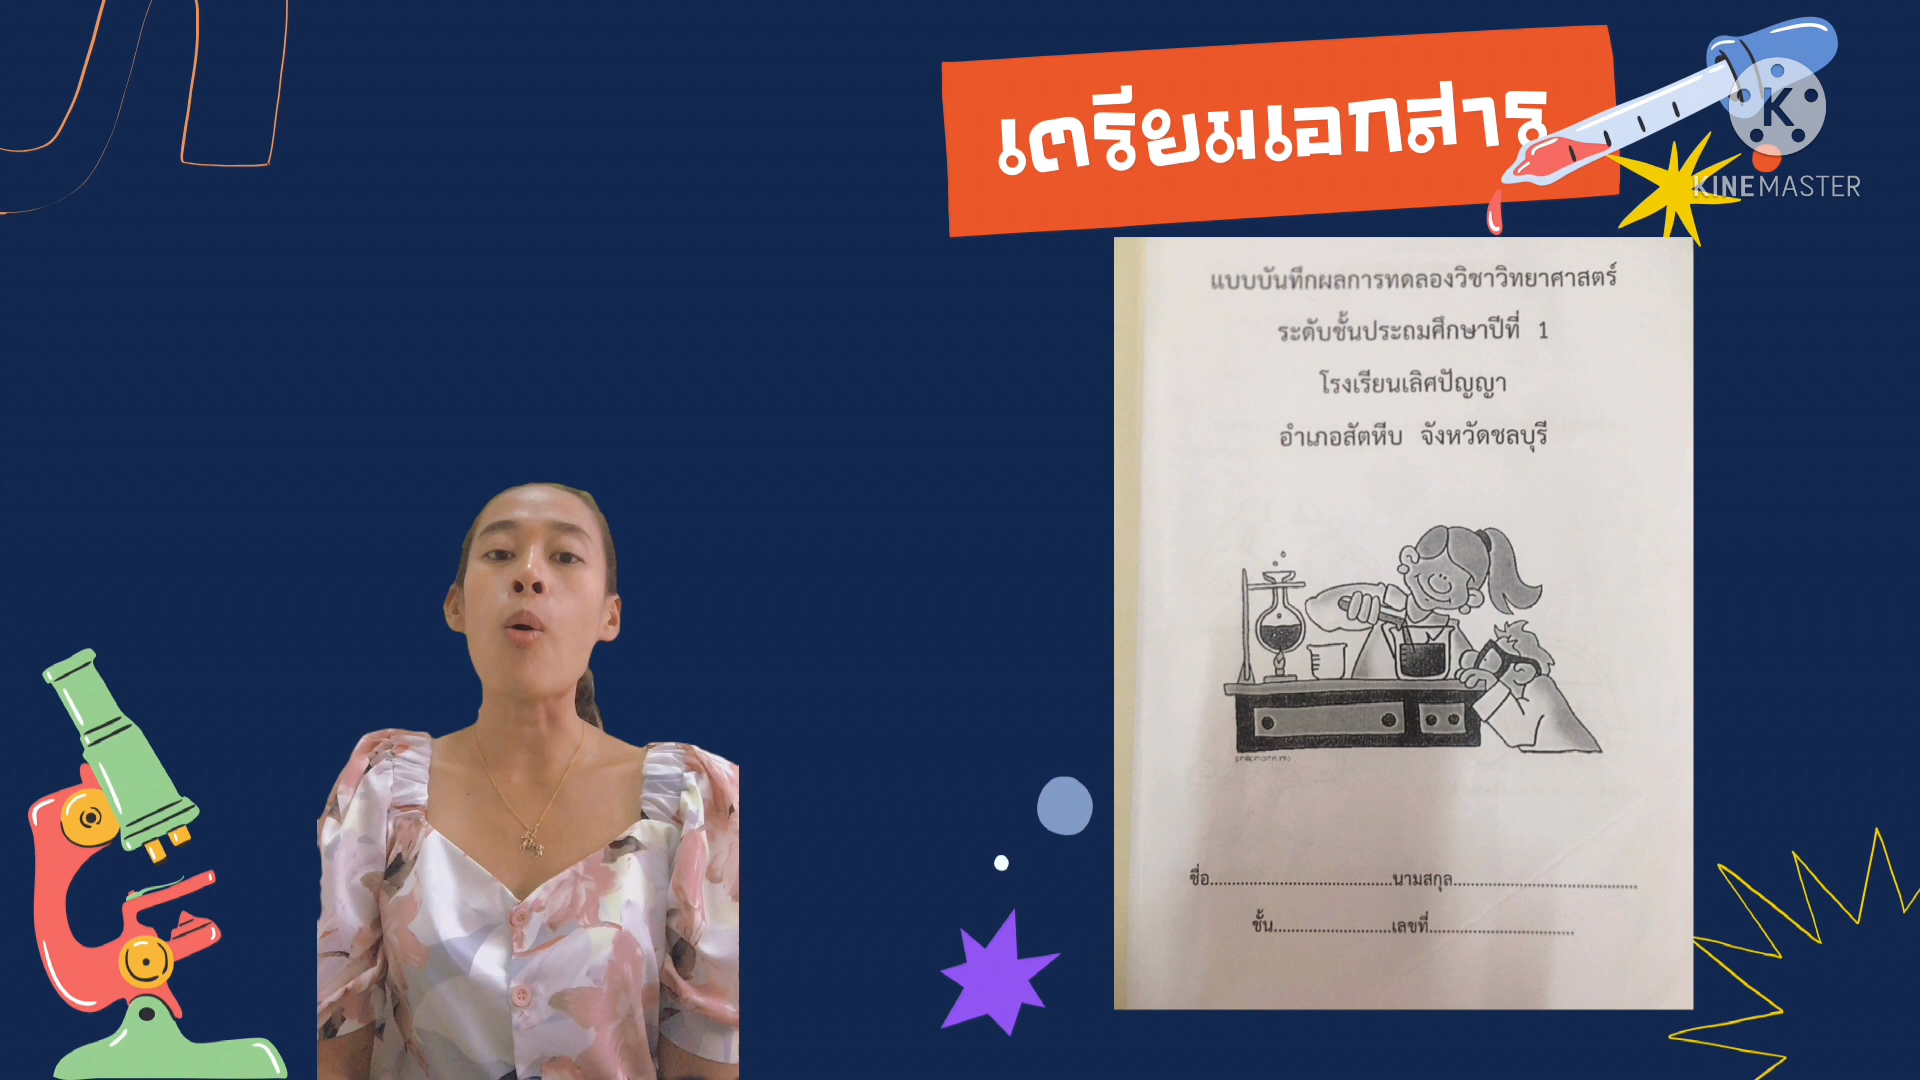 เตรียมเอกสาร
K
KINEMASTER
แบบบันทึกผลการทดลองวิชาวิทยาศาสตร์
ระดับชั้นประถมศึกษาปีที่ 1
โรงเรียนเลิศปัญญา
อำเภอสัตหีบ จังหวัดชลบุรี
philipmartin.info
ชื่อ........................................นามสกุล........................................
ชั้น..........................เลขที่................................